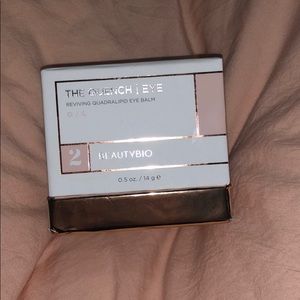 THE QUENCH | EYE
REVIVING QUADRALIPID EYE BALM
2
BEAUTYBIO
0.5 oz. / 14 g ℮